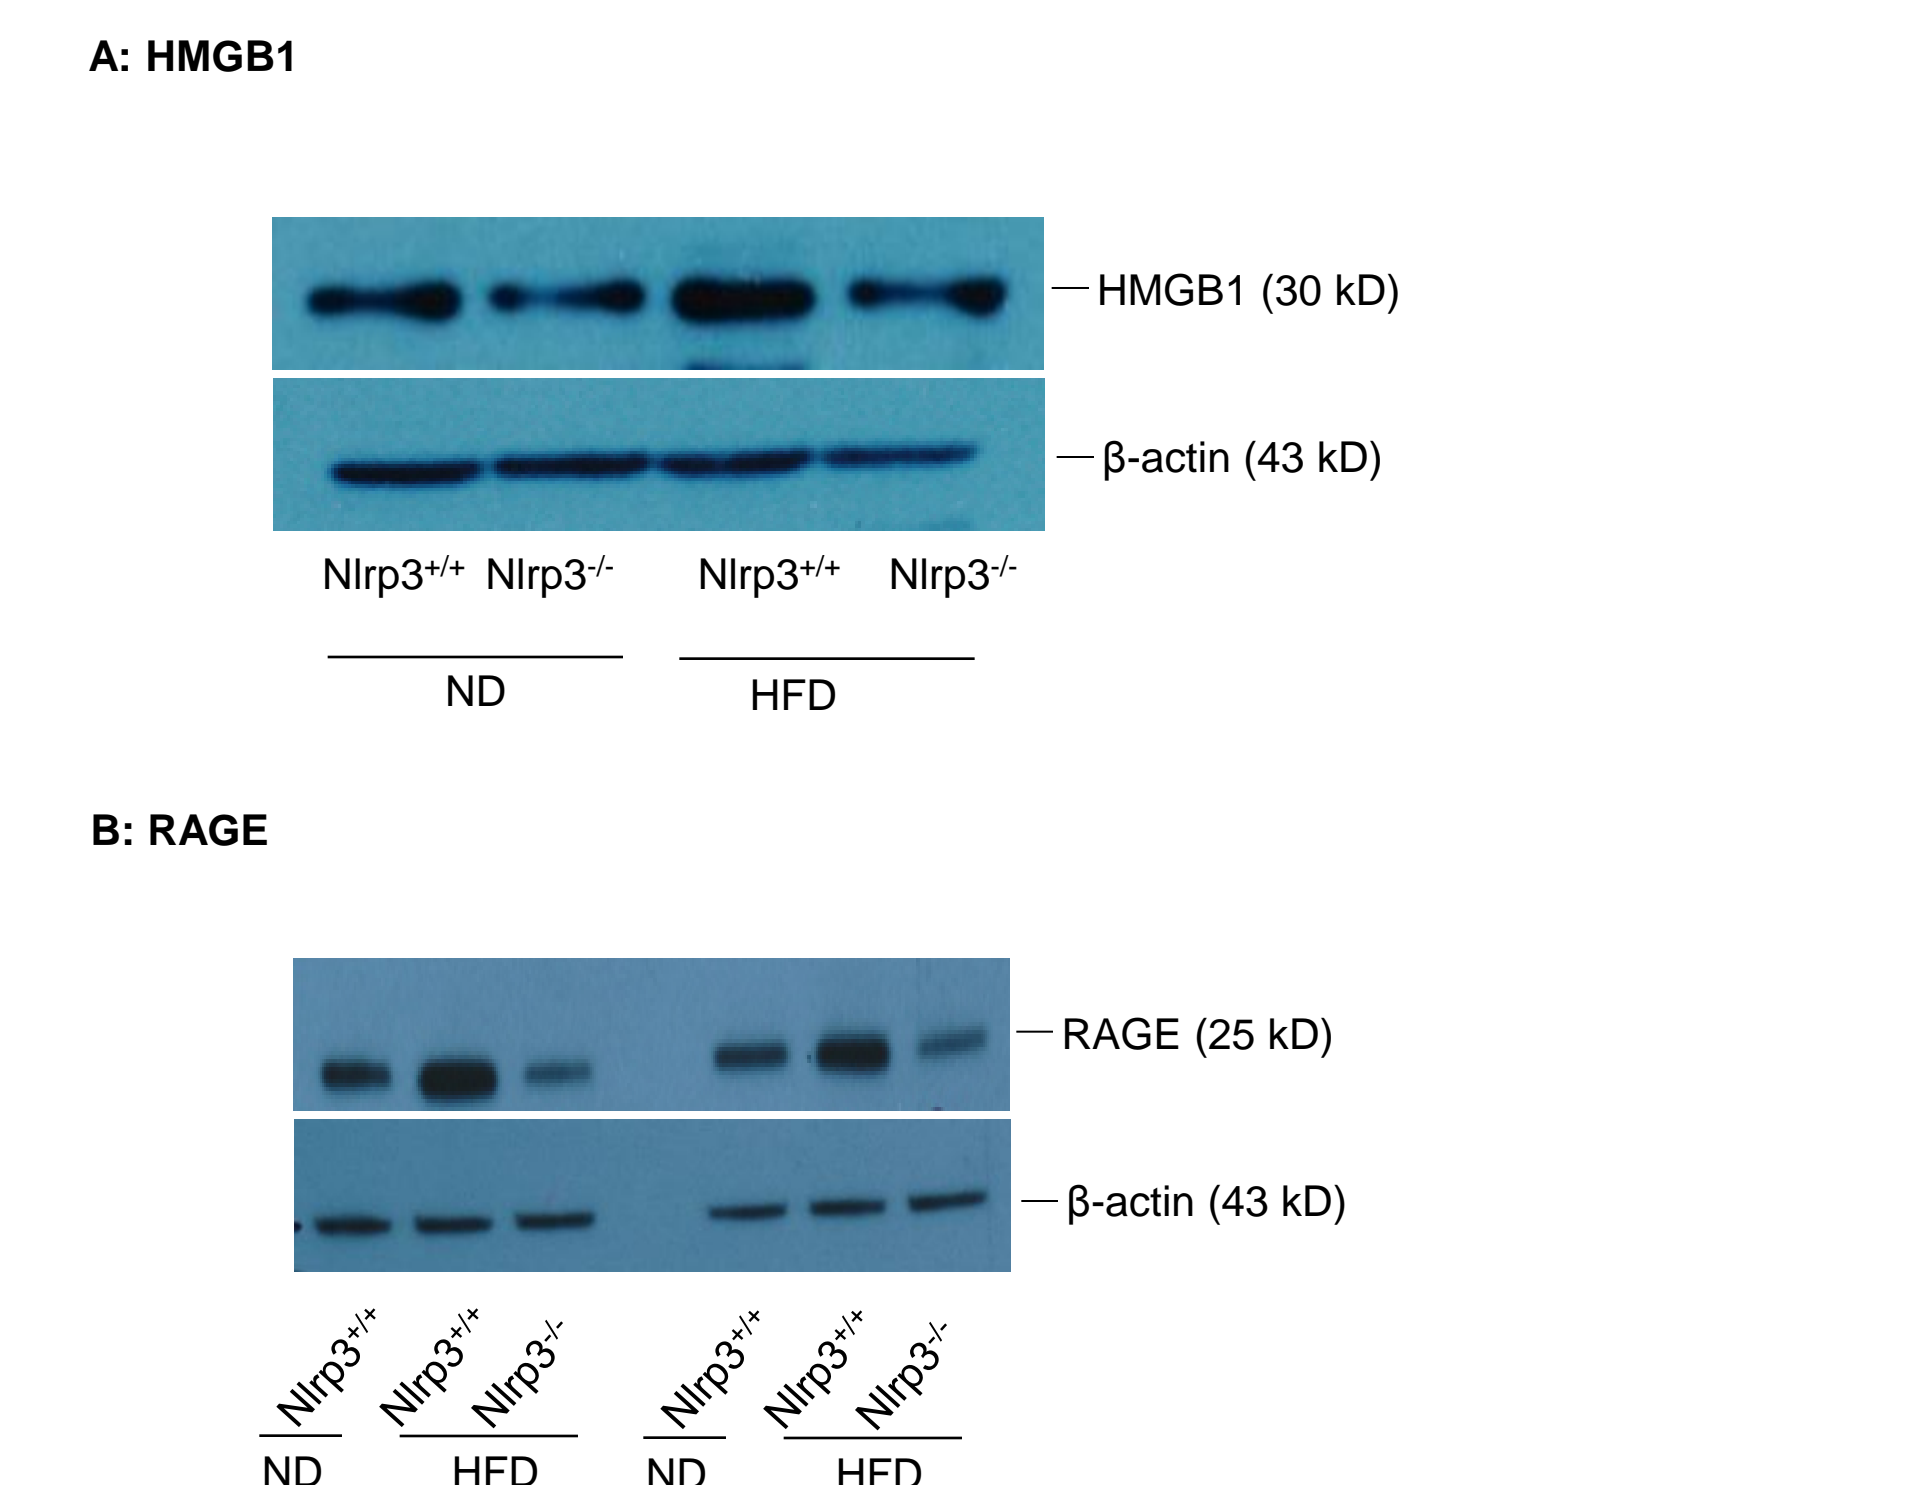 A: HMGB1
HMGB1 (30 kD)
β-actin (43 kD)
Nlrp3+/+ Nlrp3-/- Nlrp3+/+ Nlrp3-/-
ND HFD
B: RAGE
RAGE (25 kD)
β-actin (43 kD)
Nlrp3+/+ Nlrp3+/+ Nlrp3-/- Nlrp3+/+ Nlrp3+/+ Nlrp3-/-
ND HFD ND HFD